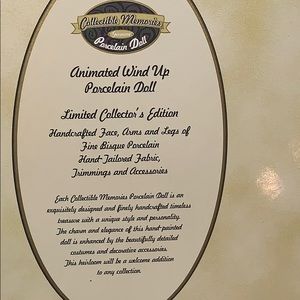 Collectible Memories
Porcelain Doll
Animated Wind Up
Porcelain Doll
Limited Collector's Edition
Handcrafted Face, Arms and Legs of
Fine Bisque Porcelain
Hand-Tailored Fabric,
Trimmings and Accessories
Each Collectible Memories Porcelain Doll is an
exquisitely designed and finely handcrafted timeless
treasure with a unique style and personality.
The charm and elegance of this hand-painted
doll is enhanced by the beautifully detailed
costumes and decorative accessories.
This heirloom will be a welcome addition
to any collection.